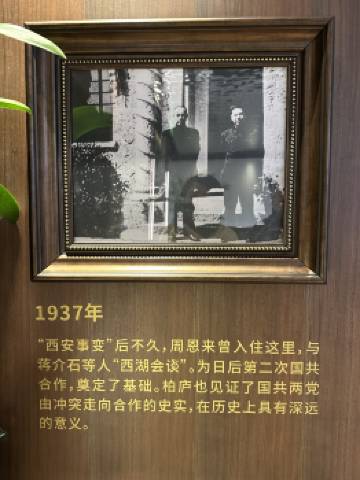 1937年
“西安事变”后不久，周恩来曾入住这里，与
蒋介石等人“西湖会谈”。为日后第二次国共
合作，奠定了基础。柏庐也见证了国共两党
由冲突走向合作的史实，在历史上具有深远
的意义。